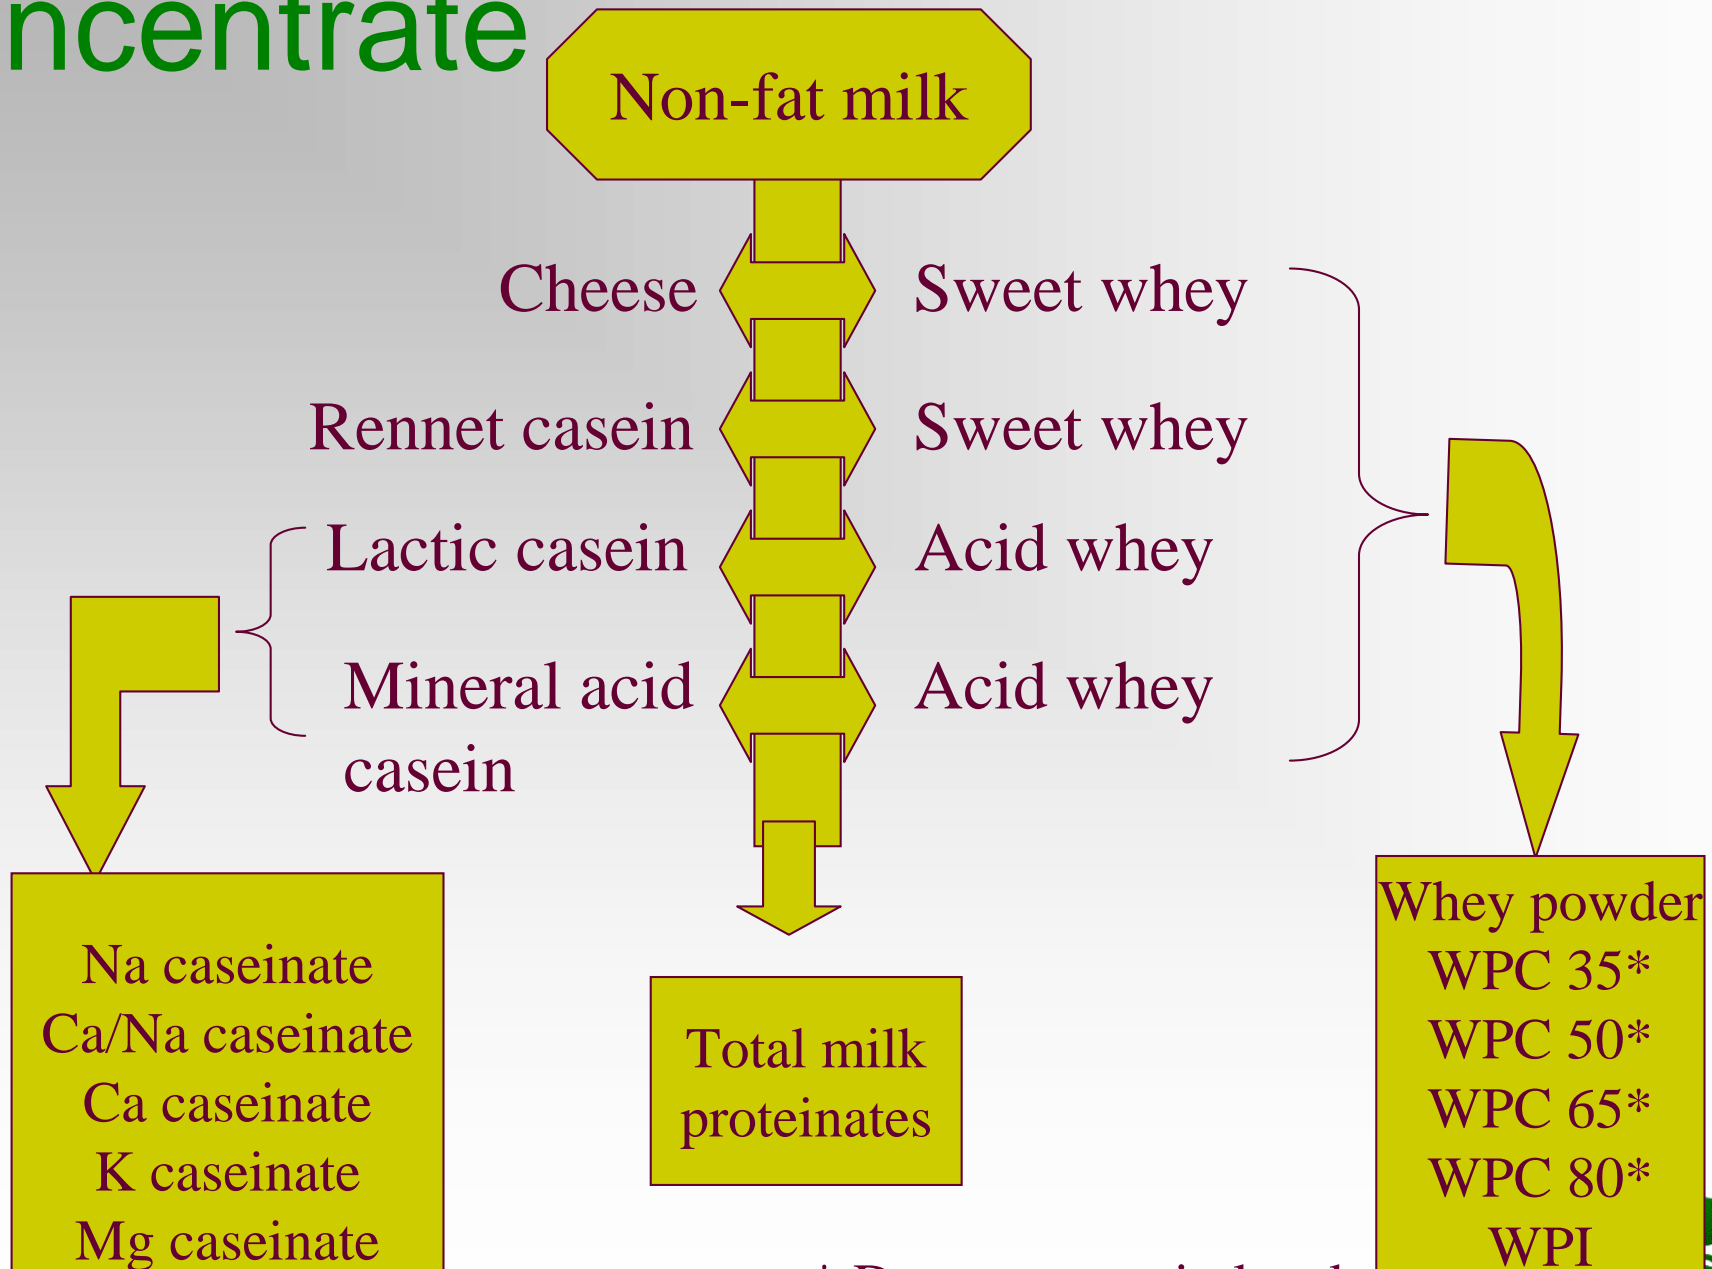 ncentrate
Non-fat milk
Cheese
Sweet whey
Rennet casein
Sweet whey
Lactic casein
Acid whey
Mineral acid
casein
Acid whey
Na caseinate
Ca/Na caseinate
Ca caseinate
K caseinate
Mg caseinate
Total milk
proteinates
Whey powder
WPC 35*
WPC 50*
WPC 65*
WPC 80*
WPI